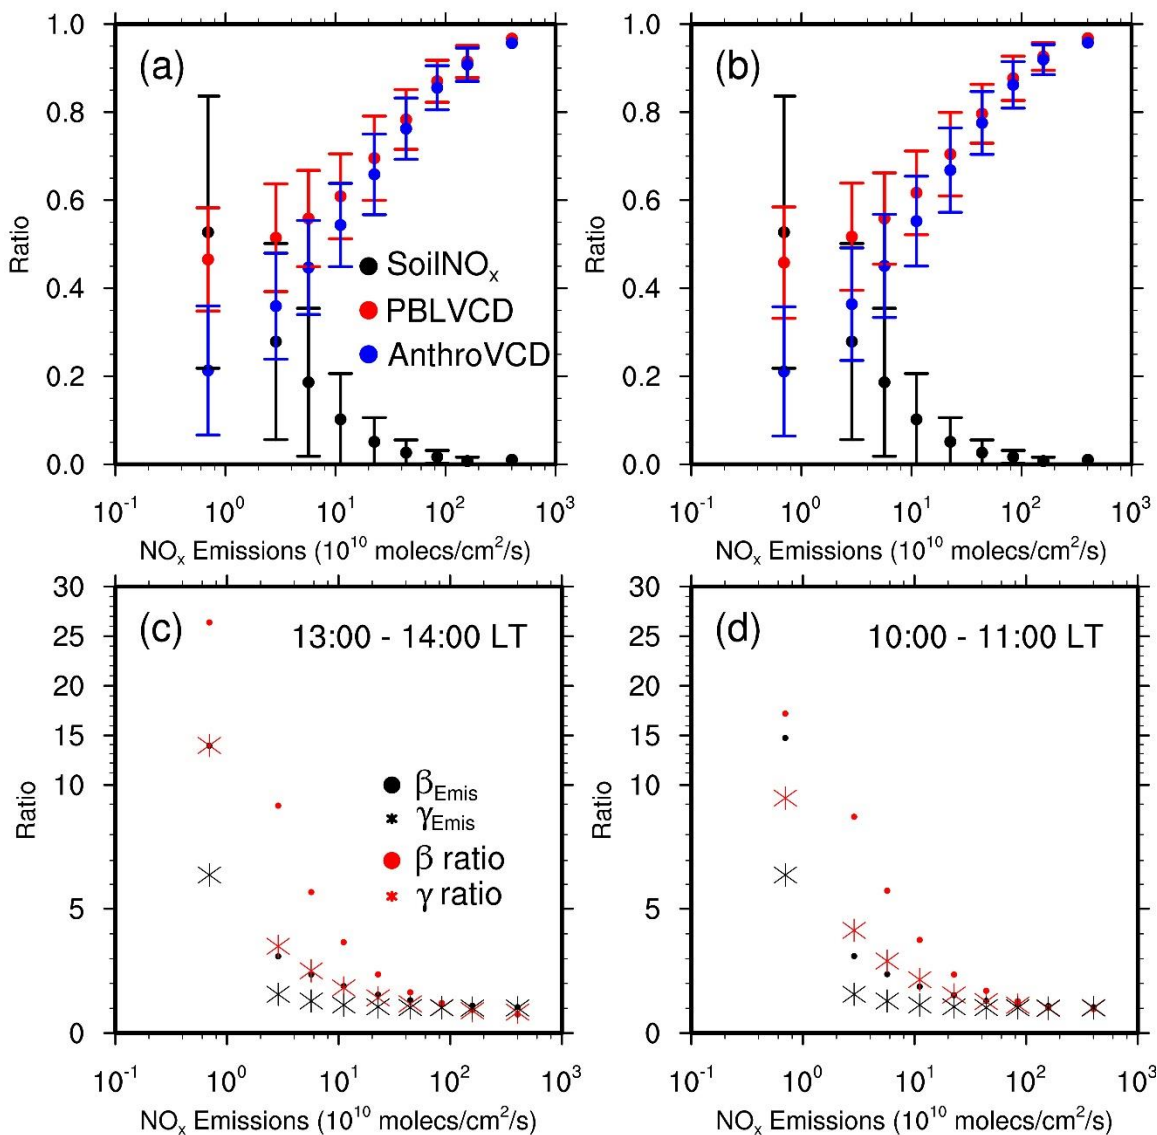 1.0
0.8
0.6
0.4
0.2
0.0
Ratio
(a)
SoilNOₓ
PBLVCD
AnthroVCD
10⁻¹ 10⁰ 10¹ 10² 10³
NOₓ Emissions (10¹⁰ molecs/cm²/s)
1.0
0.8
0.6
0.4
0.2
0.0
Ratio
(b)
10⁻¹ 10⁰ 10¹ 10² 10³
NOₓ Emissions (10¹⁰ molecs/cm²/s)
30
25
20
15
10
5
0
Ratio
(c)
13:00 - 14:00 LT
β_Emis
γ_Emis
β ratio
γ ratio
10⁻¹ 10⁰ 10¹ 10² 10³
NOₓ Emissions (10¹⁰ molecs/cm²/s)
30
25
20
15
10
5
0
Ratio
(d)
10:00 - 11:00 LT
10⁻¹ 10⁰ 10¹ 10² 10³
NOₓ Emissions (10¹⁰ molecs/cm²/s)